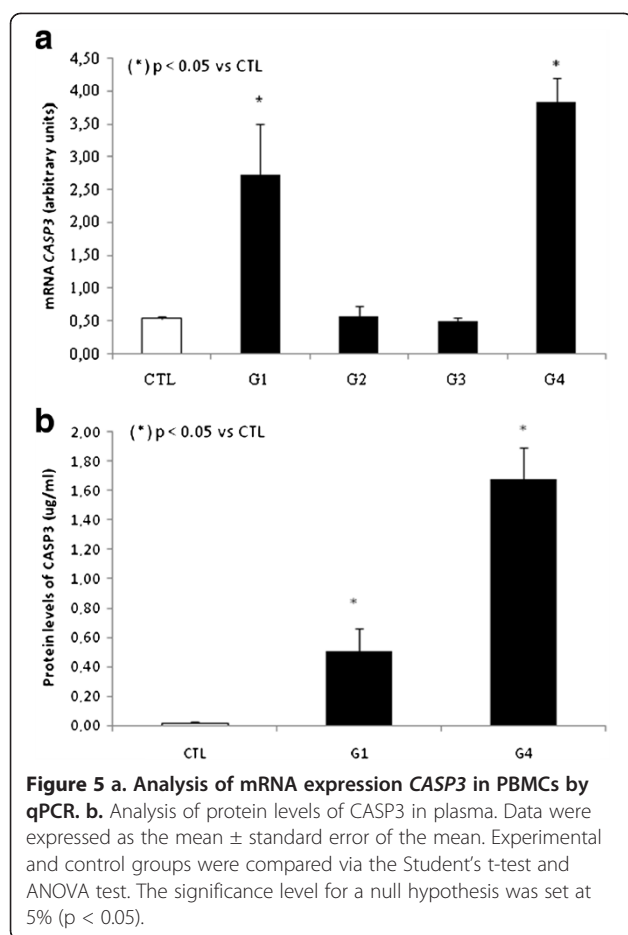 a
(*) p < 0.05 vs CTL
mRNA CASP3 (arbitrary units)
4,50
4,00
3,50
3,00
2,50
2,00
1,50
1,00
0,50
0,00
*
*
CTL G1 G2 G3 G4
b
(*) p < 0.05 vs CTL
Protein levels of CASP3 (ug/ml)
2,00
1,80
1,60
1,40
1,20
1,00
0,80
0,60
0,40
0,20
0,00
*
*
CTL G1 G4
Figure 5 a. Analysis of mRNA expression CASP3 in PBMCs by
qPCR. b. Analysis of protein levels of CASP3 in plasma. Data were
expressed as the mean ± standard error of the mean. Experimental
and control groups were compared via the Student's t-test and
ANOVA test. The significance level for a null hypothesis was set at
5% (p < 0.05).